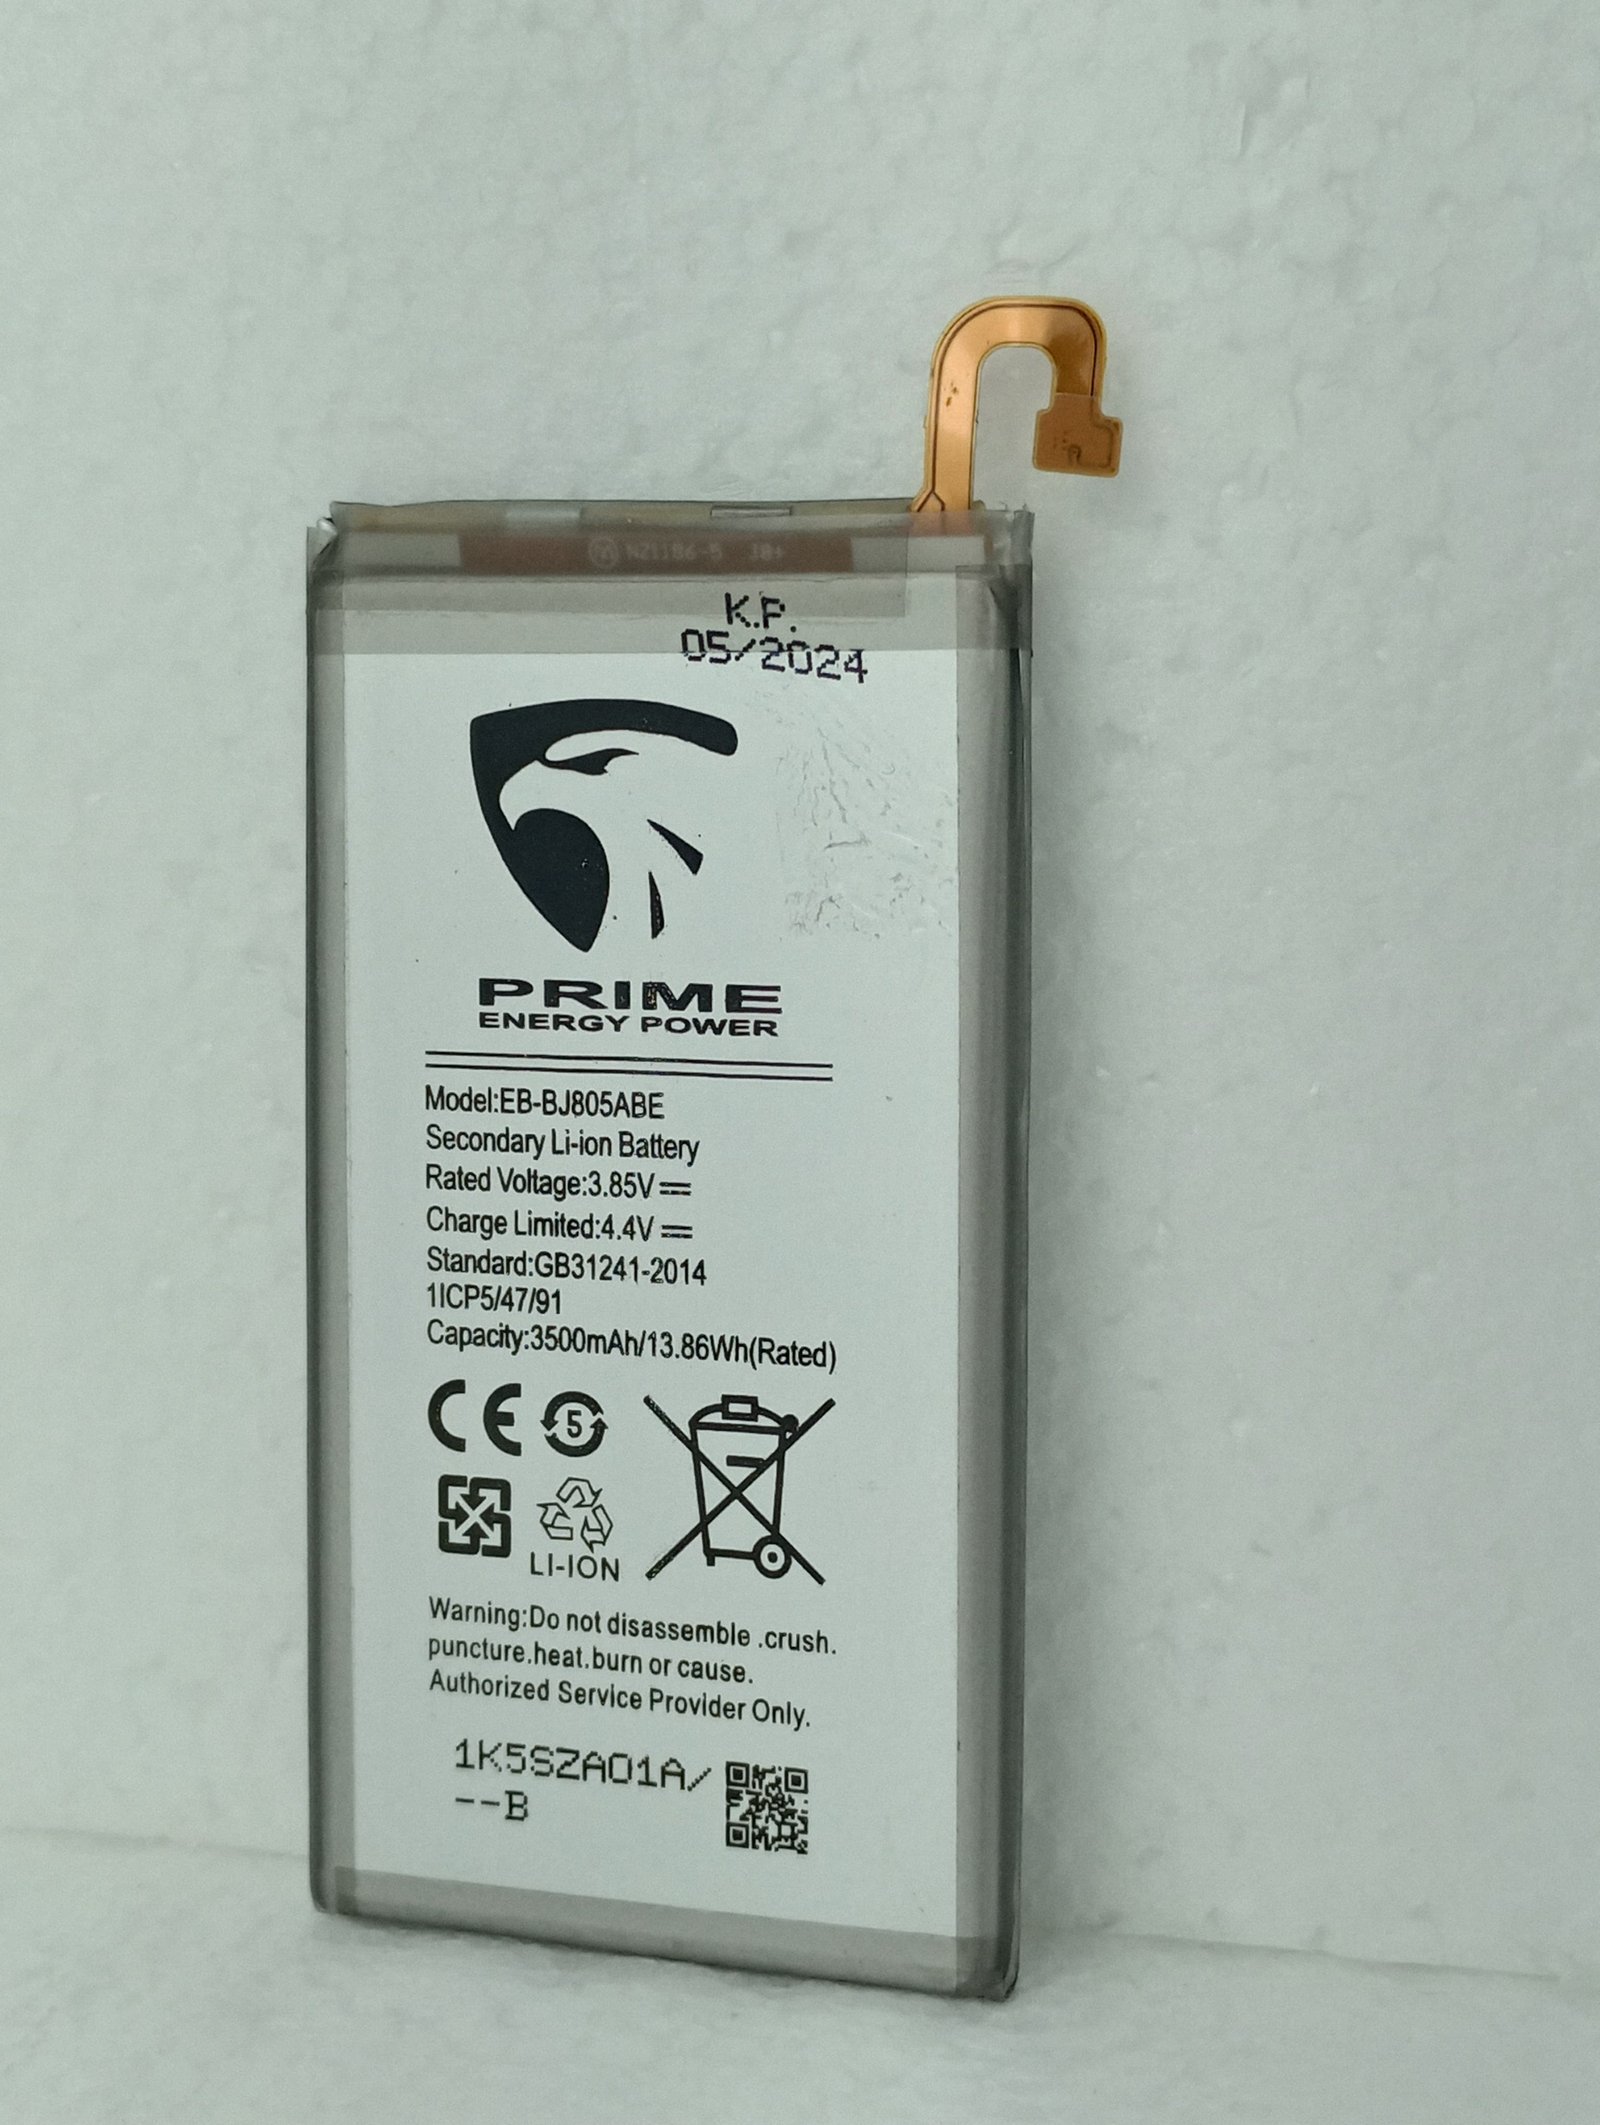 NZ1186-5
K.P.
05/2024
PRIME
ENERGY POWER
Model:EB-BJ805ABE
Secondary Li-ion Battery
Rated Voltage:3.85V
Charge Limited:4.4V
Standard:GB31241-2014
1ICP5/47/91
Capacity:3500mAh/13.86Wh(Rated)
CE 5
LI-ION
Warning:Do not disassemble .crush.
puncture.heat.burn or cause.
Authorized Service Provider Only.
1K5SZA01A/
--B